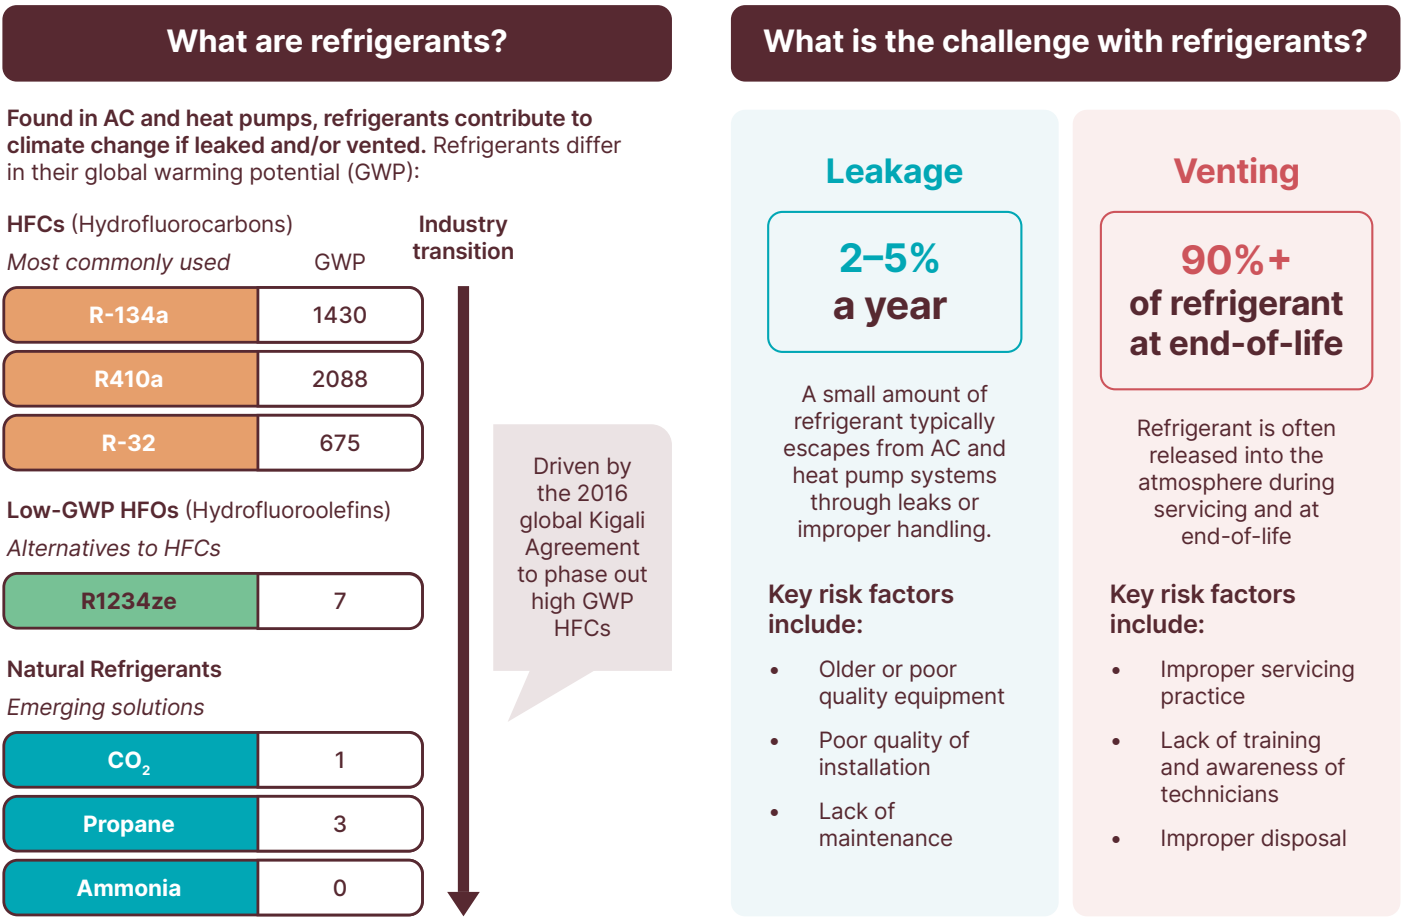 What are refrigerants?
Found in AC and heat pumps, refrigerants contribute to
climate change if leaked and/or vented. Refrigerants differ
in their global warming potential (GWP):
HFCs (Hydrofluorocarbons)
Most commonly used
GWP
R-134a 1430
R410a 2088
R-32 675
Low-GWP HFOs (Hydrofluoroolefins)
Alternatives to HFCs
R1234ze 7
Natural Refrigerants
Emerging solutions
CO₂ 1
Propane 3
Ammonia 0
Industry
transition
Driven by
the 2016
global Kigali
Agreement
to phase out
high GWP
HFCs
What is the challenge with refrigerants?
Leakage
2–5%
a year
A small amount of
refrigerant typically
escapes from AC and
heat pump systems
through leaks or
improper handling.
Key risk factors
include:
• Older or poor
quality equipment
• Poor quality of
installation
• Lack of
maintenance
Venting
90%+
of refrigerant
at end-of-life
Refrigerant is often
released into the
atmosphere during
servicing and at
end-of-life
Key risk factors
include:
• Improper servicing
practice
• Lack of training
and awareness of
technicians
• Improper disposal